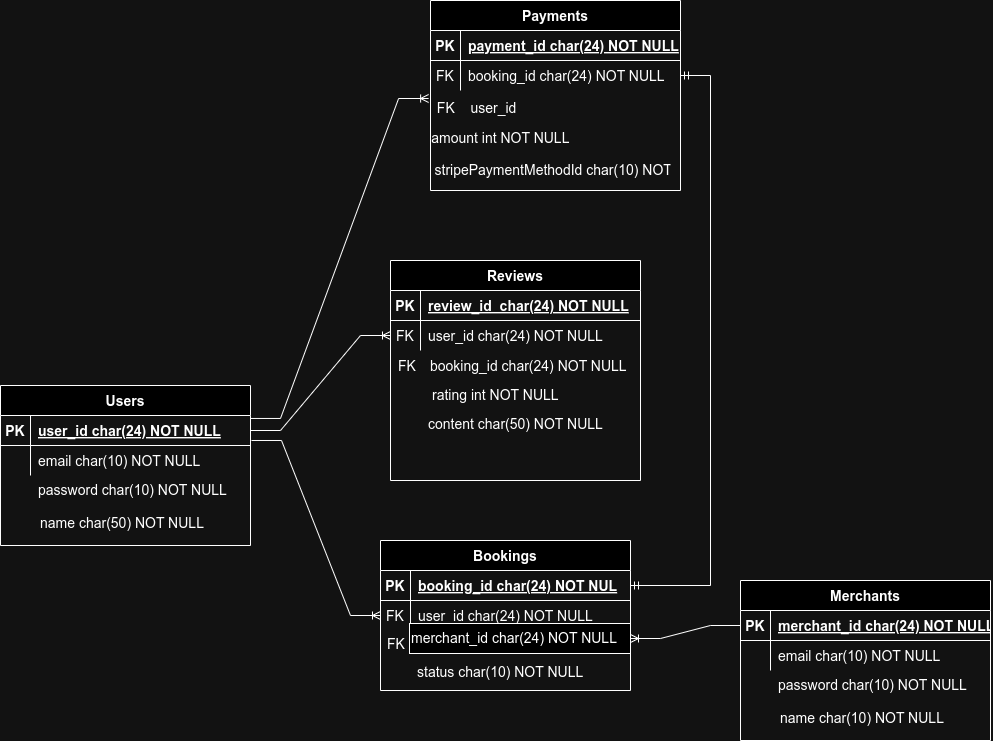 Payments
PK payment_id char(24) NOT NULL
FK booking_id char(24) NOT NULL
FK user_id
amount int NOT NULL
stripePaymentMethodId char(10) NOT
Reviews
PK review_id char(24) NOT NULL
FK user_id char(24) NOT NULL
FK booking_id char(24) NOT NULL
rating int NOT NULL
content char(50) NOT NULL
Users
PK user_id char(24) NOT NULL
email char(10) NOT NULL
password char(10) NOT NULL
name char(50) NOT NULL
Bookings
PK booking_id char(24) NOT NUL
FK user_id char(24) NOT NULL
FK merchant_id char(24) NOT NULL
status char(10) NOT NULL
Merchants
PK merchant_id char(24) NOT NULL
email char(10) NOT NULL
password char(10) NOT NULL
name char(10) NOT NULL